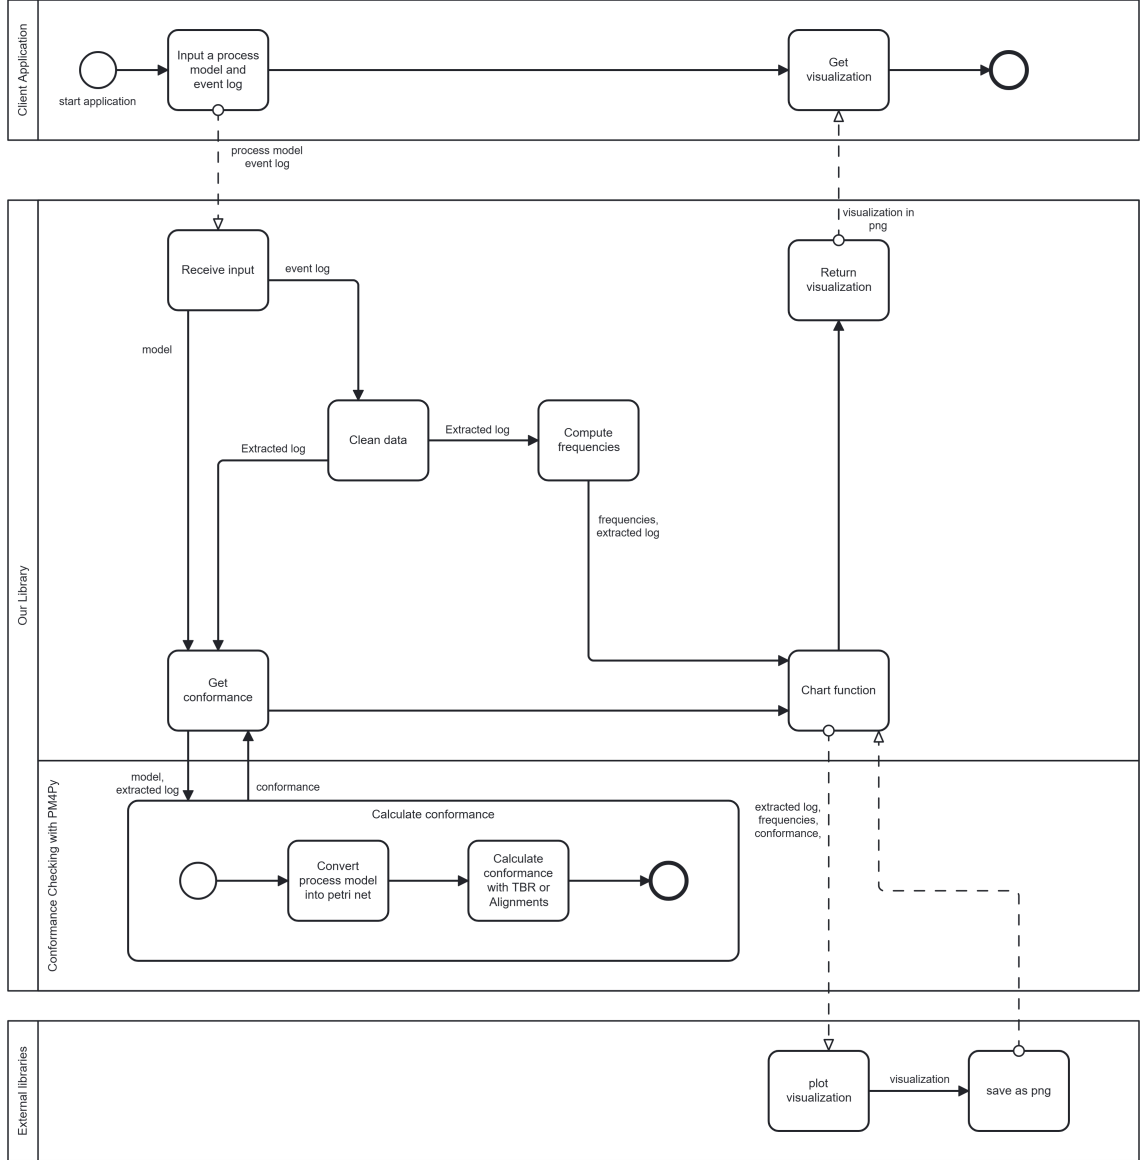 Client Application
Input a process
model and
event log
start application
Get
visualization
process model
event log
visualization in
png
Our Library
Receive input
event log
Return
visualization
model
Clean data
Extracted log
Extracted log
Compute
frequencies
frequencies,
extracted log
Get
conformance
Chart function
Conformance Checking with PM4Py
model,
extracted log
conformance
Calculate conformance
Convert
process model
into petri net
Calculate
conformance
with TBR or
Alignments
extracted log,
frequencies,
conformance,
External libraries
plot
visualization
visualization
save as png